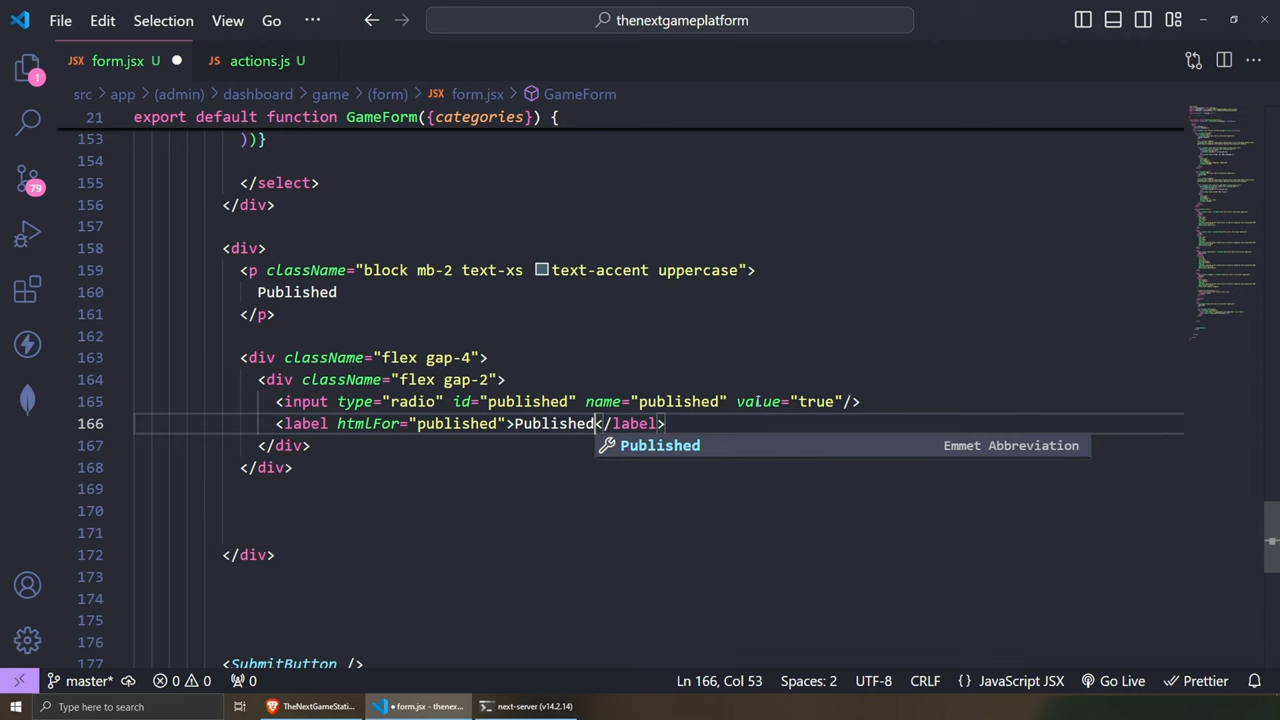 File Edit Selection View Go ··· thenextgameplatform
JSX form.jsx U JS actions.js U
src > app > (admin) > dashboard > game > (form) > JSX form.jsx > GameForm
21 export default function GameForm({categories}) {
153 ))}
154
155 </select>
156 </div>
157
158 <div>
159 <p className="block mb-2 text-xs text-accent uppercase">
160 Published
161 </p>
162
163 <div className="flex gap-4">
164 <div className="flex gap-2">
165 <input type="radio" id="published" name="published" value="true"/>
166 <label htmlFor="published">Published</label>
167 </div>
Published Emmet Abbreviation
168 </div>
169
170
171
172 </div>
173
174
175
176
177 <SubmitButton />
1
79
master* 0 0 0 Ln 166, Col 53 Spaces: 2 UTF-8 CRLF {} JavaScript JSX Go Live Prettier
Type here to search TheNextGameStati... form.jsx - thenex... next-server (v14.2.14)